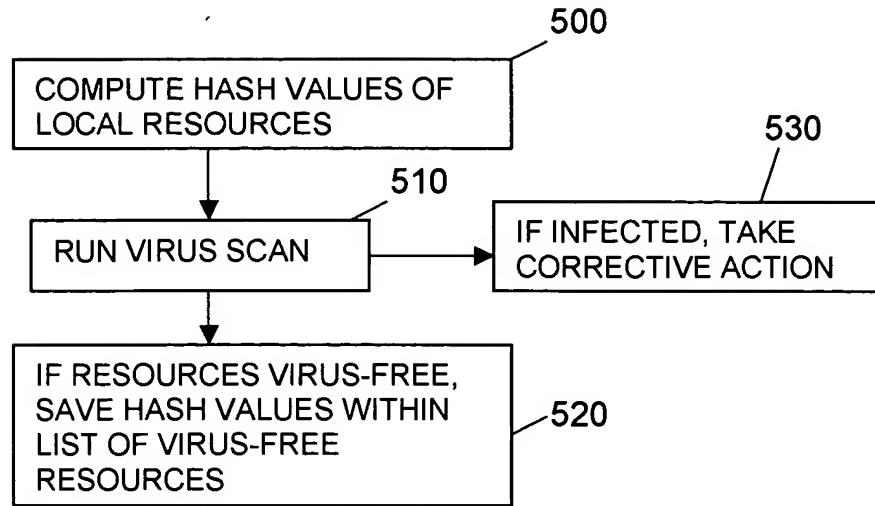 500
COMPUTE HASH VALUES OF
LOCAL RESOURCES
510
RUN VIRUS SCAN
530
IF INFECTED, TAKE
CORRECTIVE ACTION
IF RESOURCES VIRUS-FREE,
SAVE HASH VALUES WITHIN
LIST OF VIRUS-FREE
RESOURCES
520